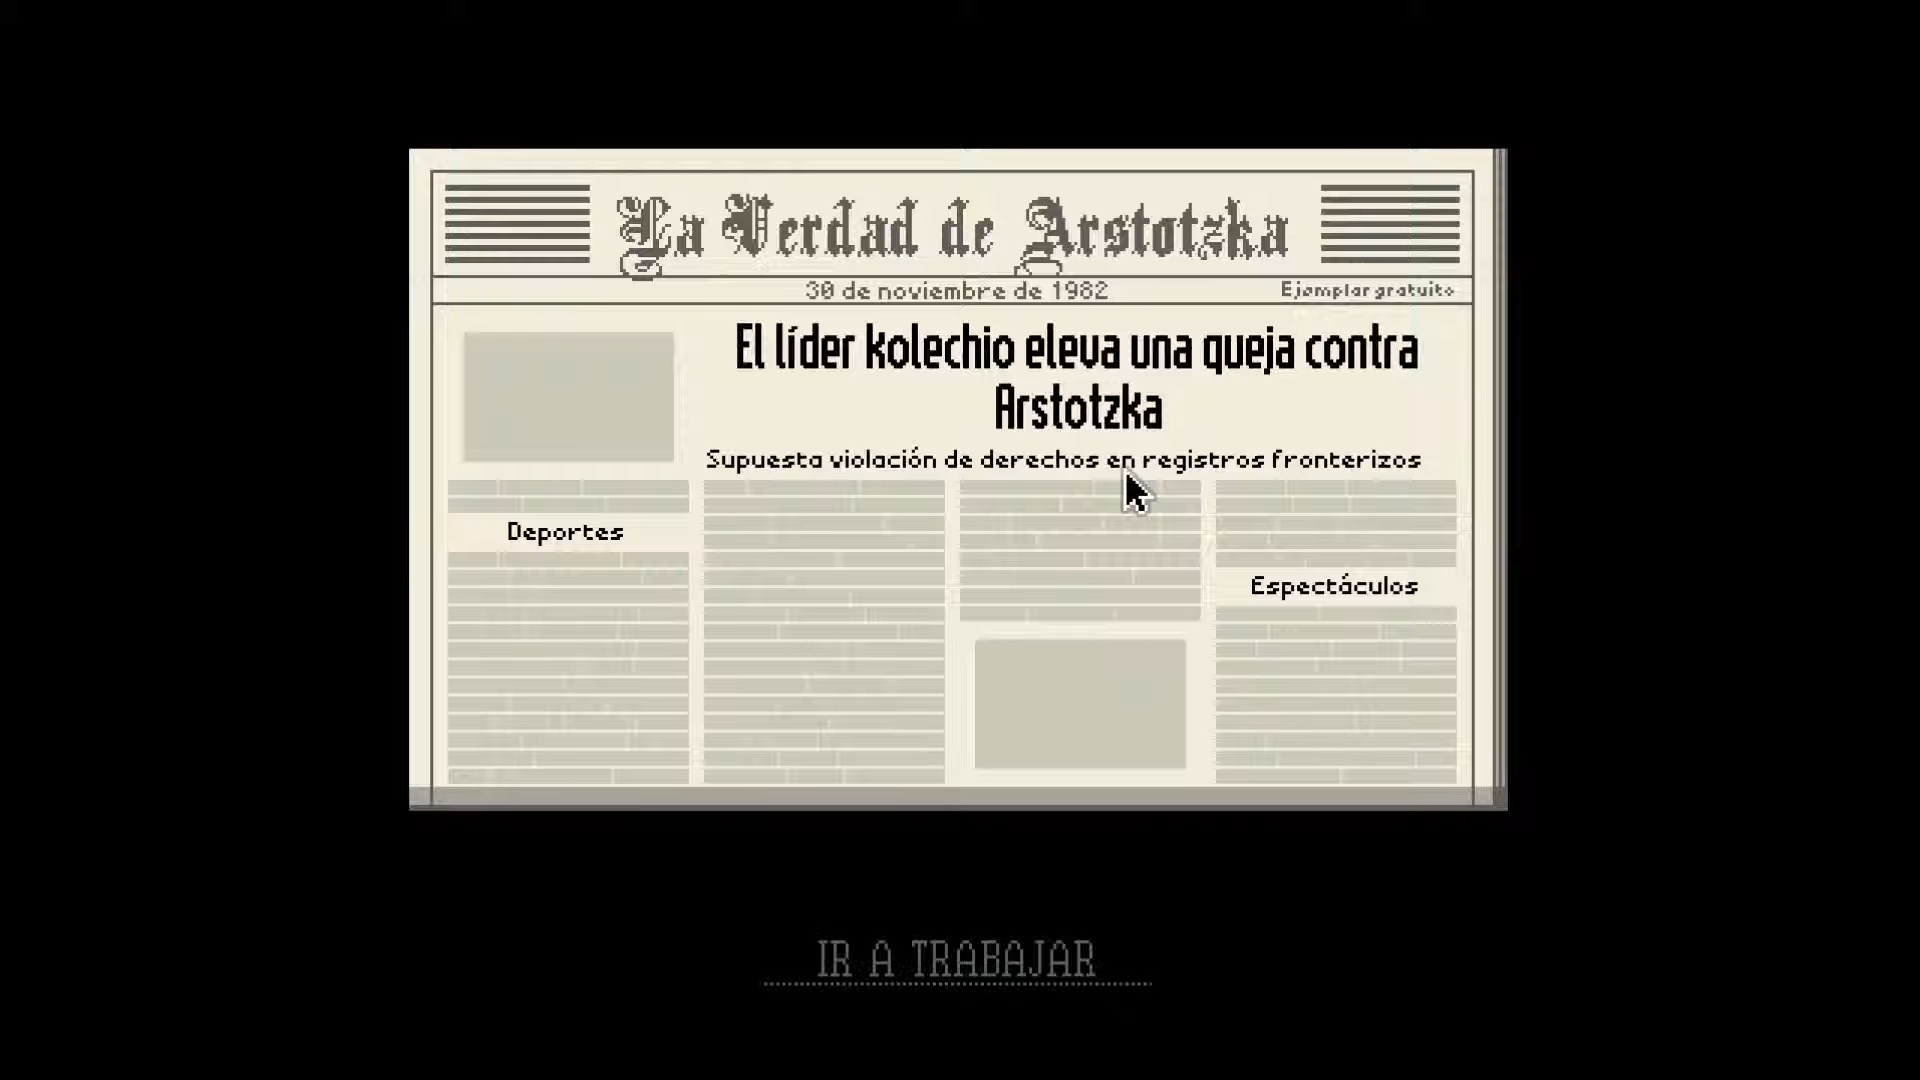 La Verdad de Arstotzka
30 de noviembre de 1982
Ejemplar gratuito
El líder kolechio eleva una queja contra
Arstotzka
Supuesta violación de derechos en registros fronterizos
Deportes
Espectáculos
IR A TRABAJAR